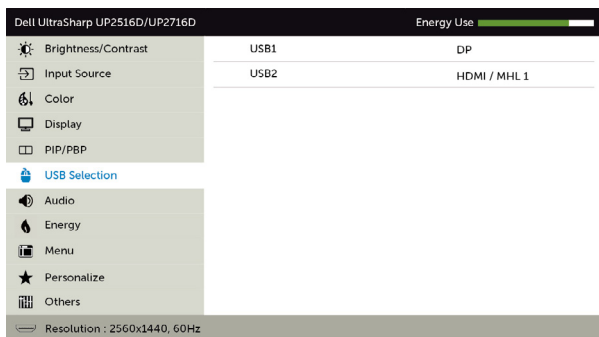 Dell UltraSharp UP2516D/UP2716D Energy Use
Brightness/Contrast USB1 DP
Input Source USB2 HDMI / MHL 1
Color
Display
PIP/PBP
USB Selection
Audio
Energy
Menu
Personalize
Others
Resolution : 2560x1440, 60Hz